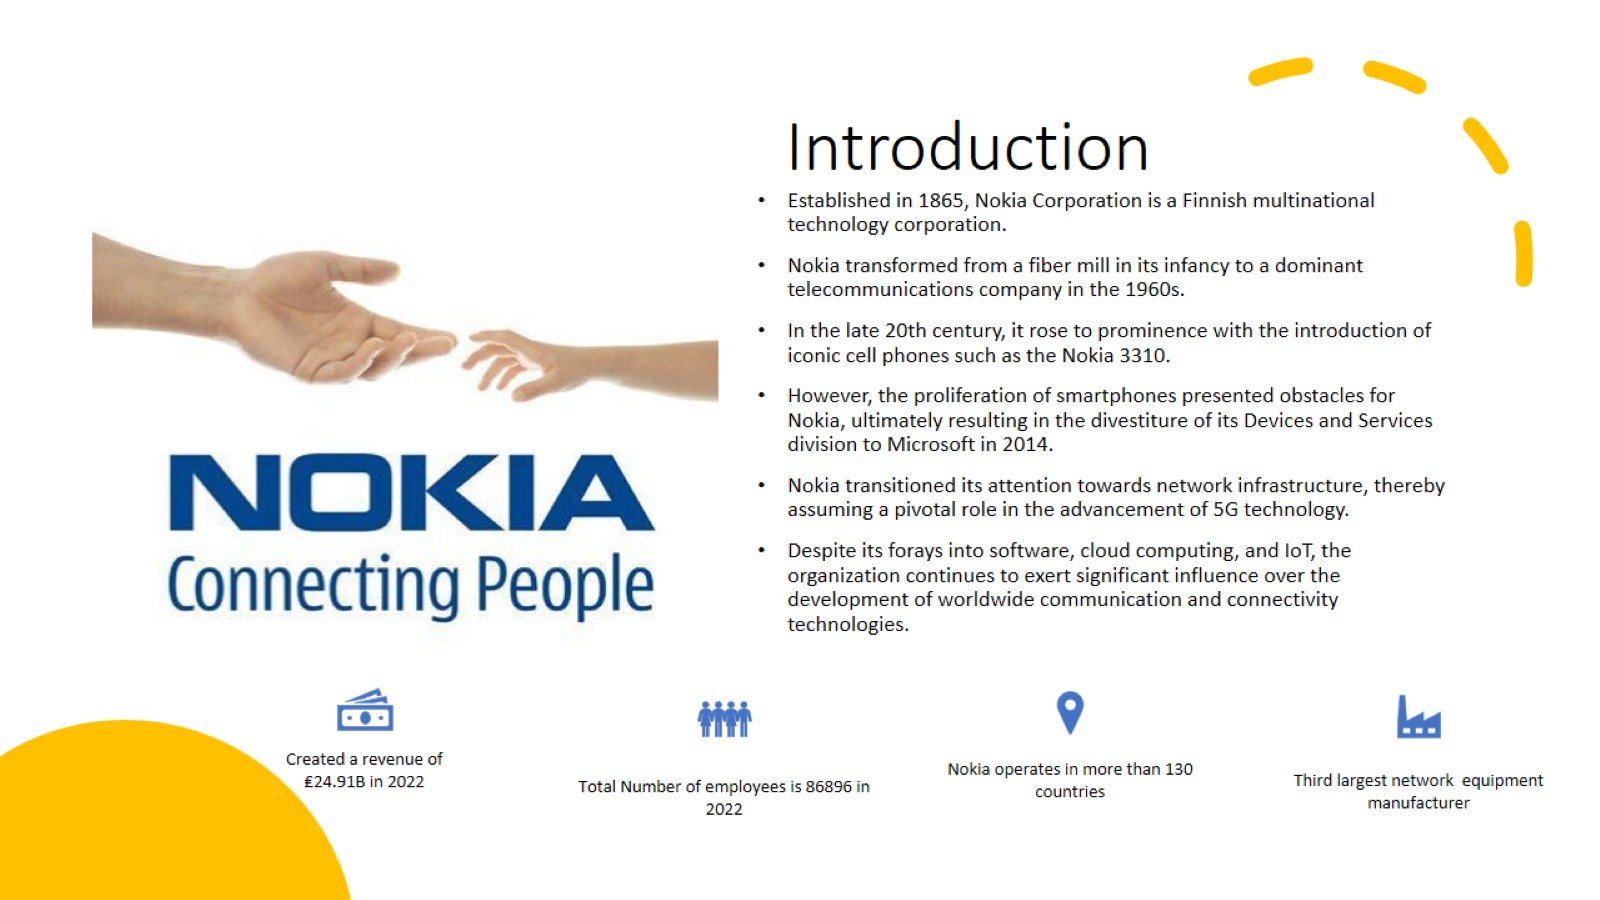 Introduction
• Established in 1865, Nokia Corporation is a Finnish multinational
technology corporation.
• Nokia transformed from a fiber mill in its infancy to a dominant
telecommunications company in the 1960s.
• In the late 20th century, it rose to prominence with the introduction of
iconic cell phones such as the Nokia 3310.
• However, the proliferation of smartphones presented obstacles for
Nokia, ultimately resulting in the divestiture of its Devices and Services
division to Microsoft in 2014.
• Nokia transitioned its attention towards network infrastructure, thereby
assuming a pivotal role in the advancement of 5G technology.
• Despite its forays into software, cloud computing, and IoT, the
organization continues to exert significant influence over the
development of worldwide communication and connectivity
technologies.
NOKIA
Connecting People
Created a revenue of
₤24.91B in 2022
Total Number of employees is 86896 in
2022
Nokia operates in more than 130
countries
Third largest network equipment
manufacturer